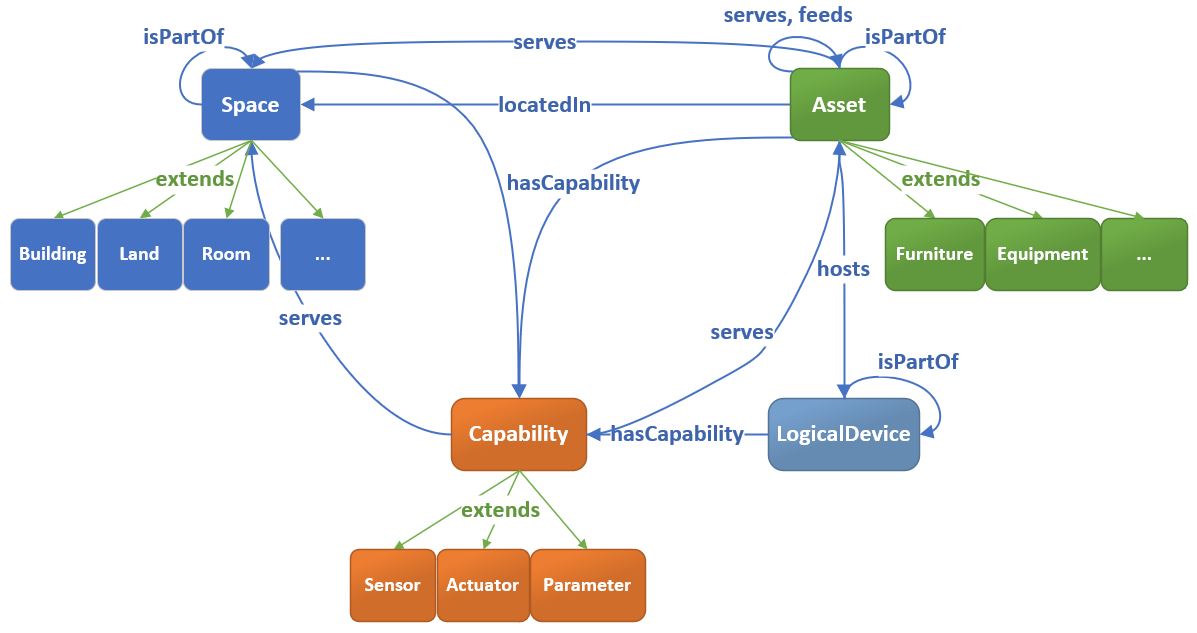 serves, feeds
isPartOf
serves
isPartOf
Space
locatedIn
Asset
extends
hasCapability
extends
Building
Land
Room
...
hosts
Furniture
Equipment
...
serves
serves
isPartOf
Capability
hasCapability
LogicalDevice
extends
Sensor
Actuator
Parameter